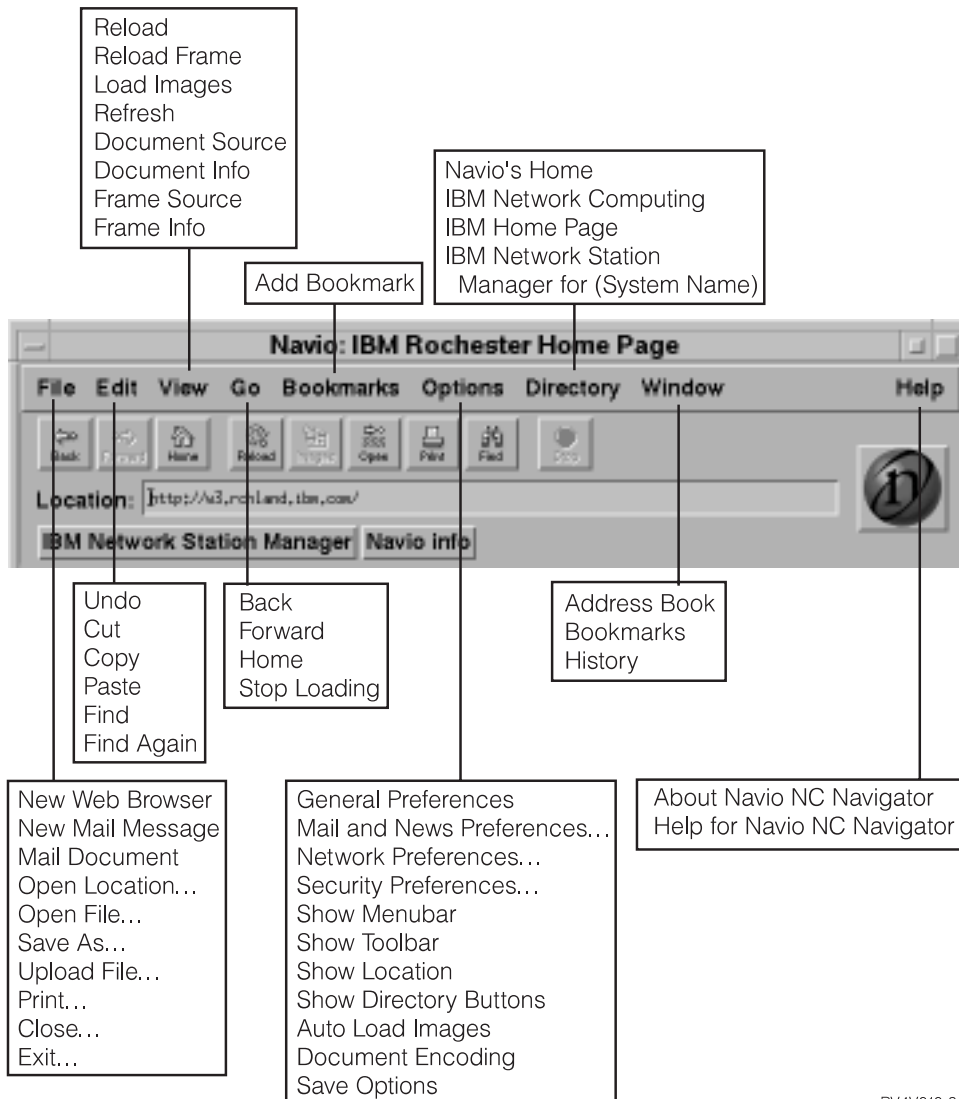 Reload
Reload Frame
Load Images
Refresh
Document Source
Document Info
Frame Source
Frame Info
Navio's Home
IBM Network Computing
IBM Home Page
IBM Network Station
Manager for (System Name)
Add Bookmark
Navio: IBM Rochester Home Page
File Edit View Go Bookmarks Options Directory Window Help
Back Forward Home Reload Images Open Print Find Stop
Location: http://w3.rchland.ibm.com/
IBM Network Station Manager Navio info
Undo
Cut
Copy
Paste
Find
Find Again
Back
Forward
Home
Stop Loading
Address Book
Bookmarks
History
New Web Browser
New Mail Message
Mail Document
Open Location...
Open File...
Save As...
Upload File...
Print...
Close...
Exit...
General Preferences
Mail and News Preferences...
Network Preferences...
Security Preferences...
Show Menubar
Show Toolbar
Show Location
Show Directory Buttons
Auto Load Images
Document Encoding
Save Options
About Navio NC Navigator
Help for Navio NC Navigator